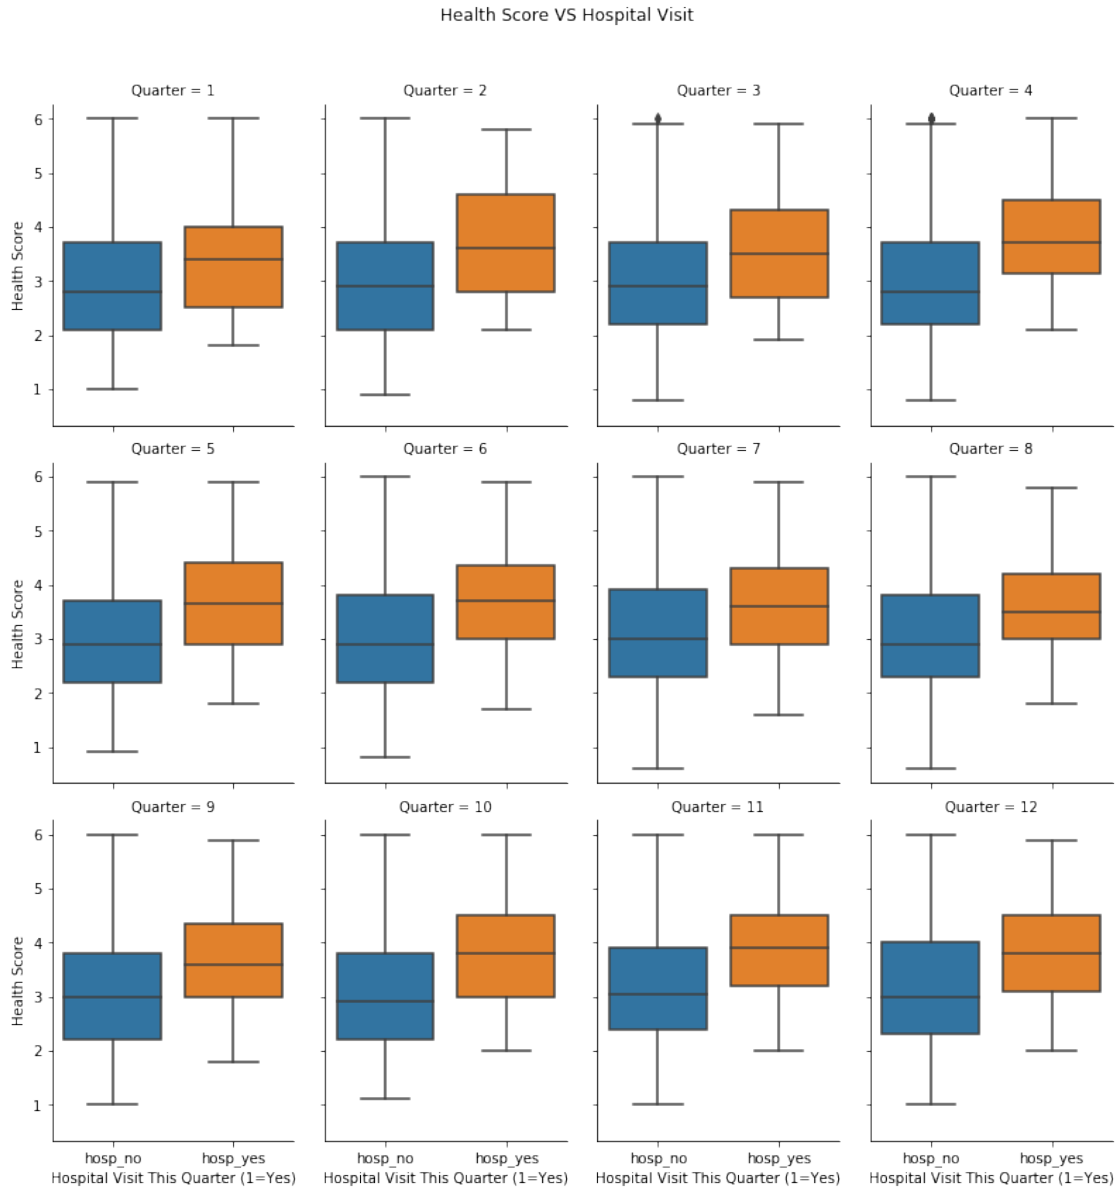 Health Score VS Hospital Visit
Quarter = 1
Quarter = 2
Quarter = 3
Quarter = 4
6
5
4
3
2
1
Health Score
Quarter = 5
Quarter = 6
Quarter = 7
Quarter = 8
6
5
4
3
2
1
Health Score
Quarter = 9
Quarter = 10
Quarter = 11
Quarter = 12
6
5
4
3
2
1
Health Score
hosp_no hosp_yes
Hospital Visit This Quarter (1=Yes)
hosp_no hosp_yes
Hospital Visit This Quarter (1=Yes)
hosp_no hosp_yes
Hospital Visit This Quarter (1=Yes)
hosp_no hosp_yes
Hospital Visit This Quarter (1=Yes)